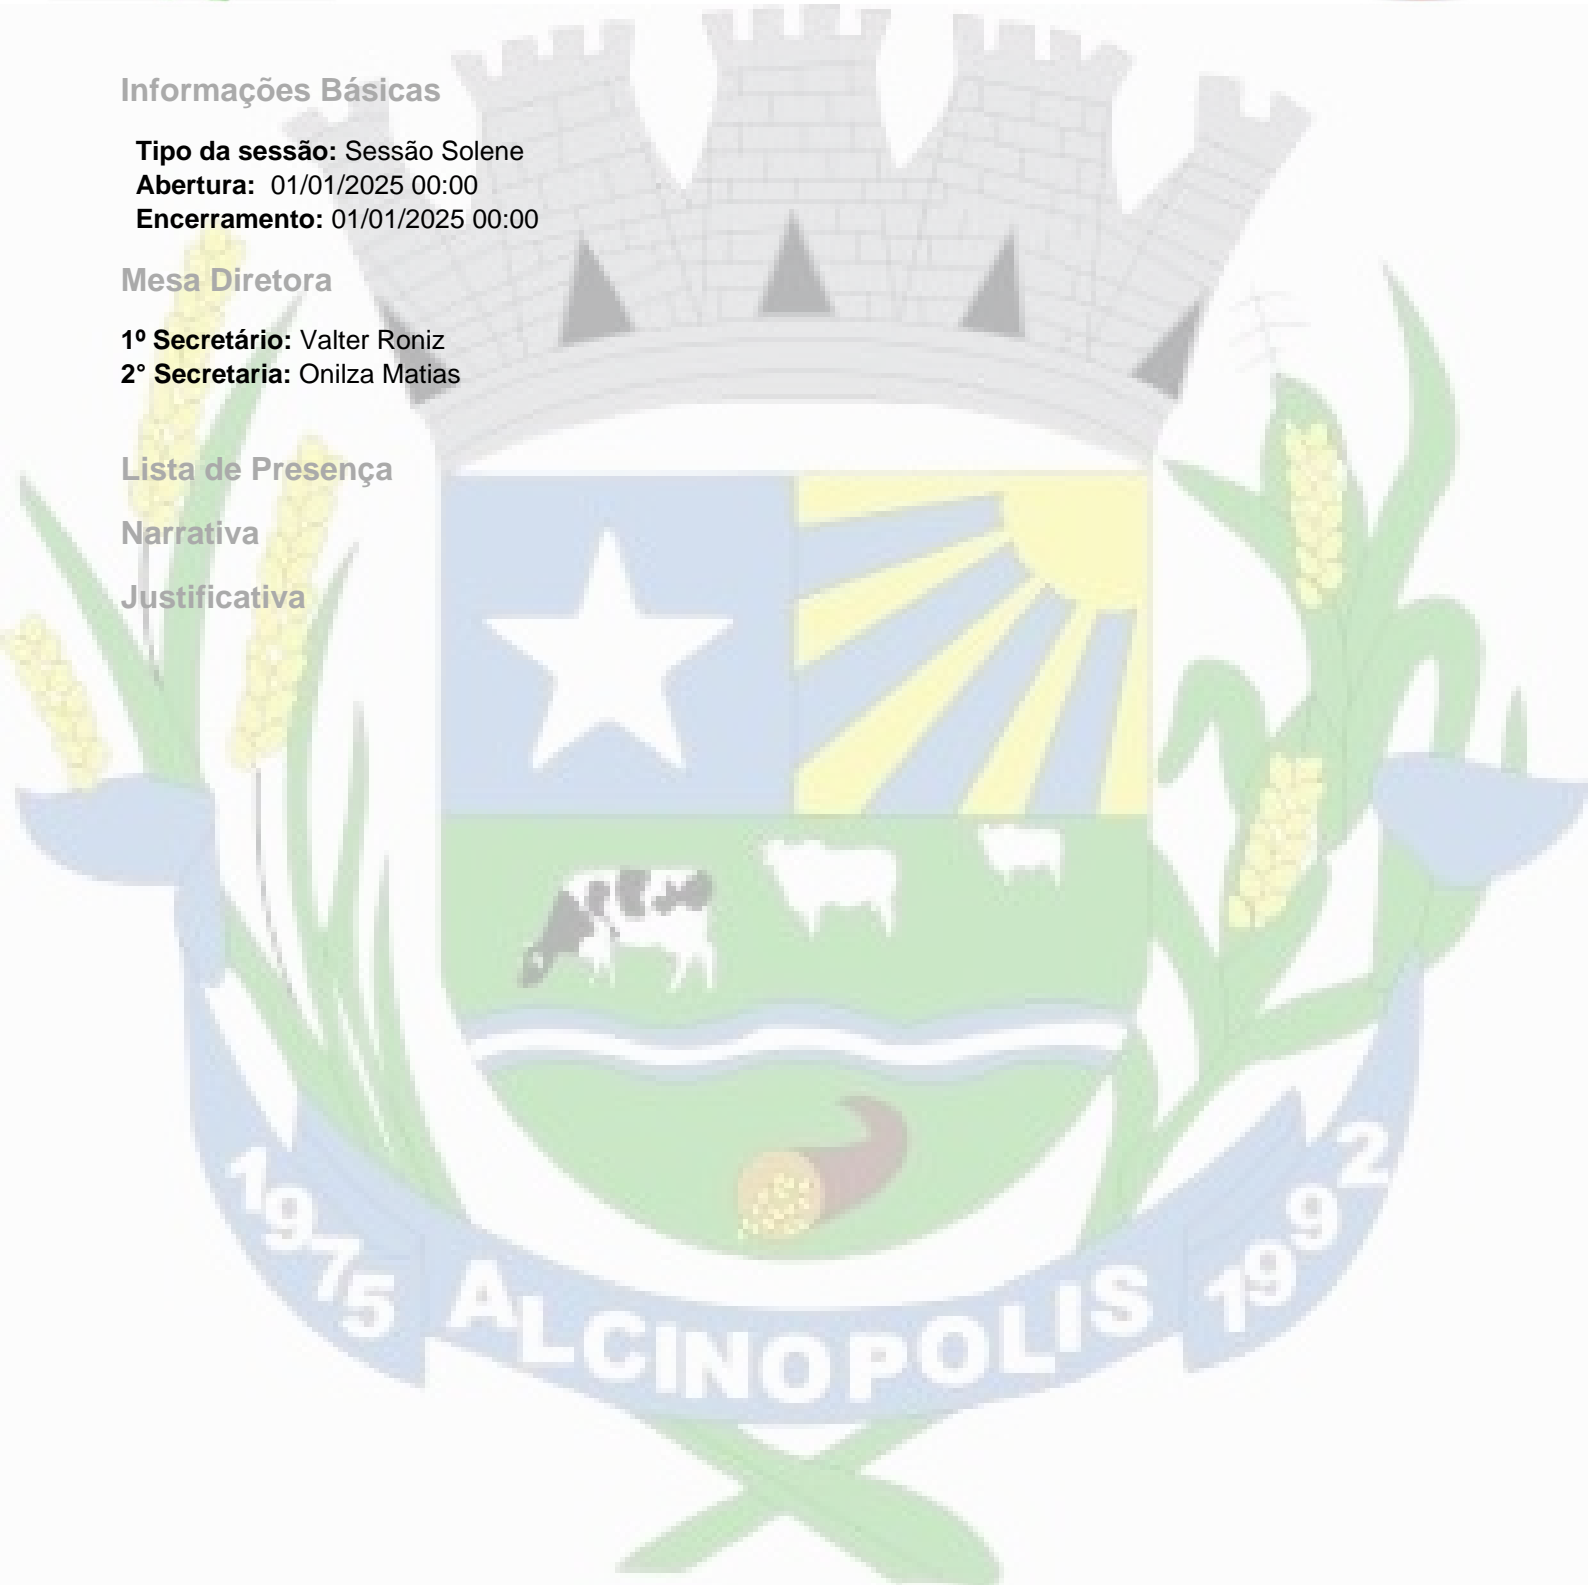 Informações Básicas
Tipo da sessão: Sessão Solene
Abertura: 01/01/2025 00:00
Encerramento: 01/01/2025 00:00
Mesa Diretora
1º Secretário: Valter Roniz
2° Secretaria: Onilza Matias
Lista de Presença
Narrativa
Justificativa
1975 ALCINOPOLIS 1992